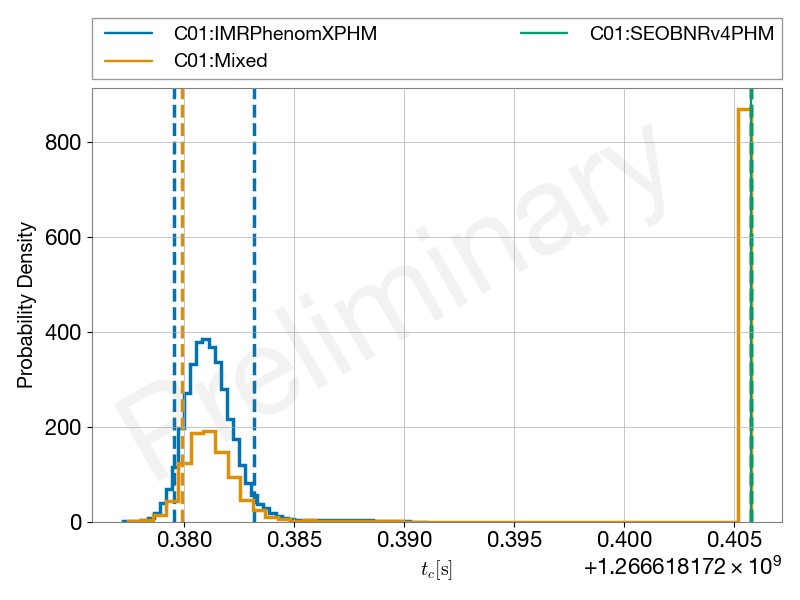 C01:IMRPhenomXPHM
C01:SEOBNRv4PHM
C01:Mixed
Probability Density
800
600
400
200
0
0.380 0.385 0.390 0.395 0.400 0.405
t_c[s]
+1.266618172 × 10⁹
Preliminary